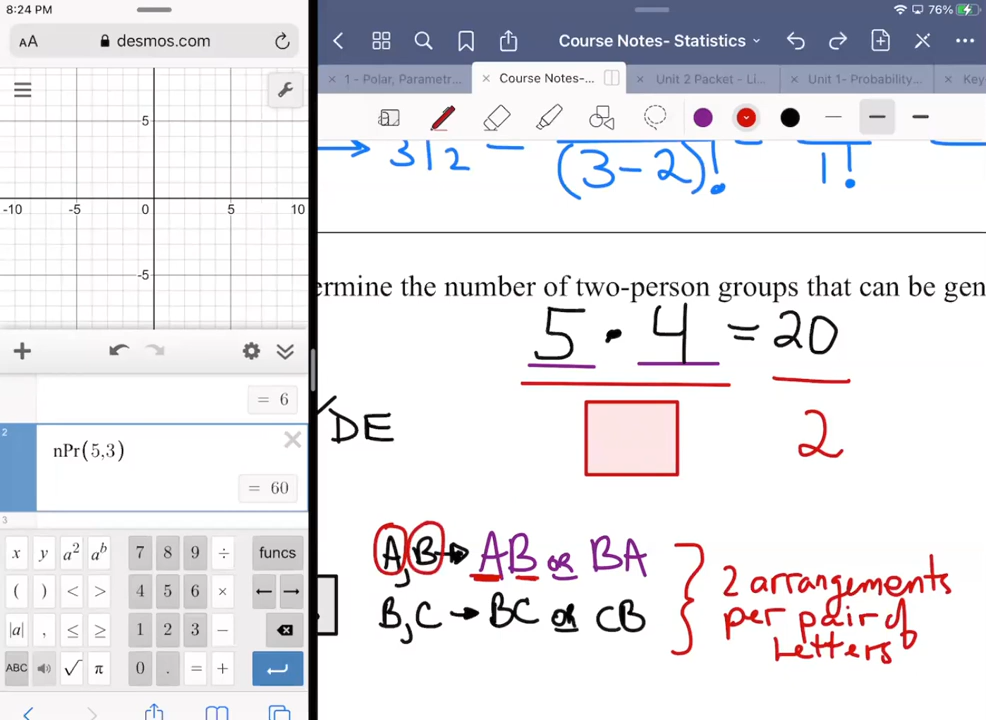 8:24 PM
76%
AA desmos.com
Course Notes- Statistics
1 - Polar, Parametr...
Course Notes-...
Unit 2 Packet - Li...
Unit 1- Probability...
Key
5
-10 -5 0 5 10
-5
= 6
2
nPr(5,3)
= 60
3
x y a² aᵇ 7 8 9 ÷ funcs
( ) < > 4 5 6 ×
|a| , ≤ ≥ 1 2 3 −
ABC √ π 0 . = +
→ 3P2 = (3-2)! = 1!
ermine the number of two-person groups that can be gen
5 · 4 = 20
2
DE
A, B → AB or BA
B, C → BC or CB
2 arrangements
per pair of
Letters